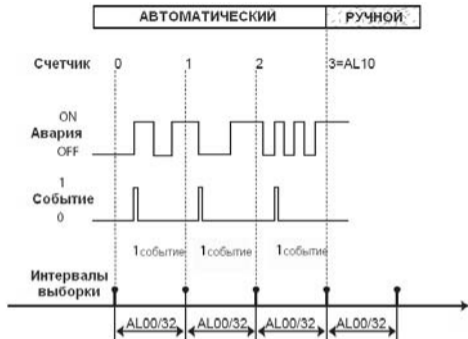 АВТОМАТИЧЕСКИЙ РУЧНОЙ
Счетчик 0 1 2 3=AL10
ON
Авария
OFF
1
Событие
0
1событие 1событие 1событие
Интервалы
выборки
AL00/32 AL00/32 AL00/32 AL00/32